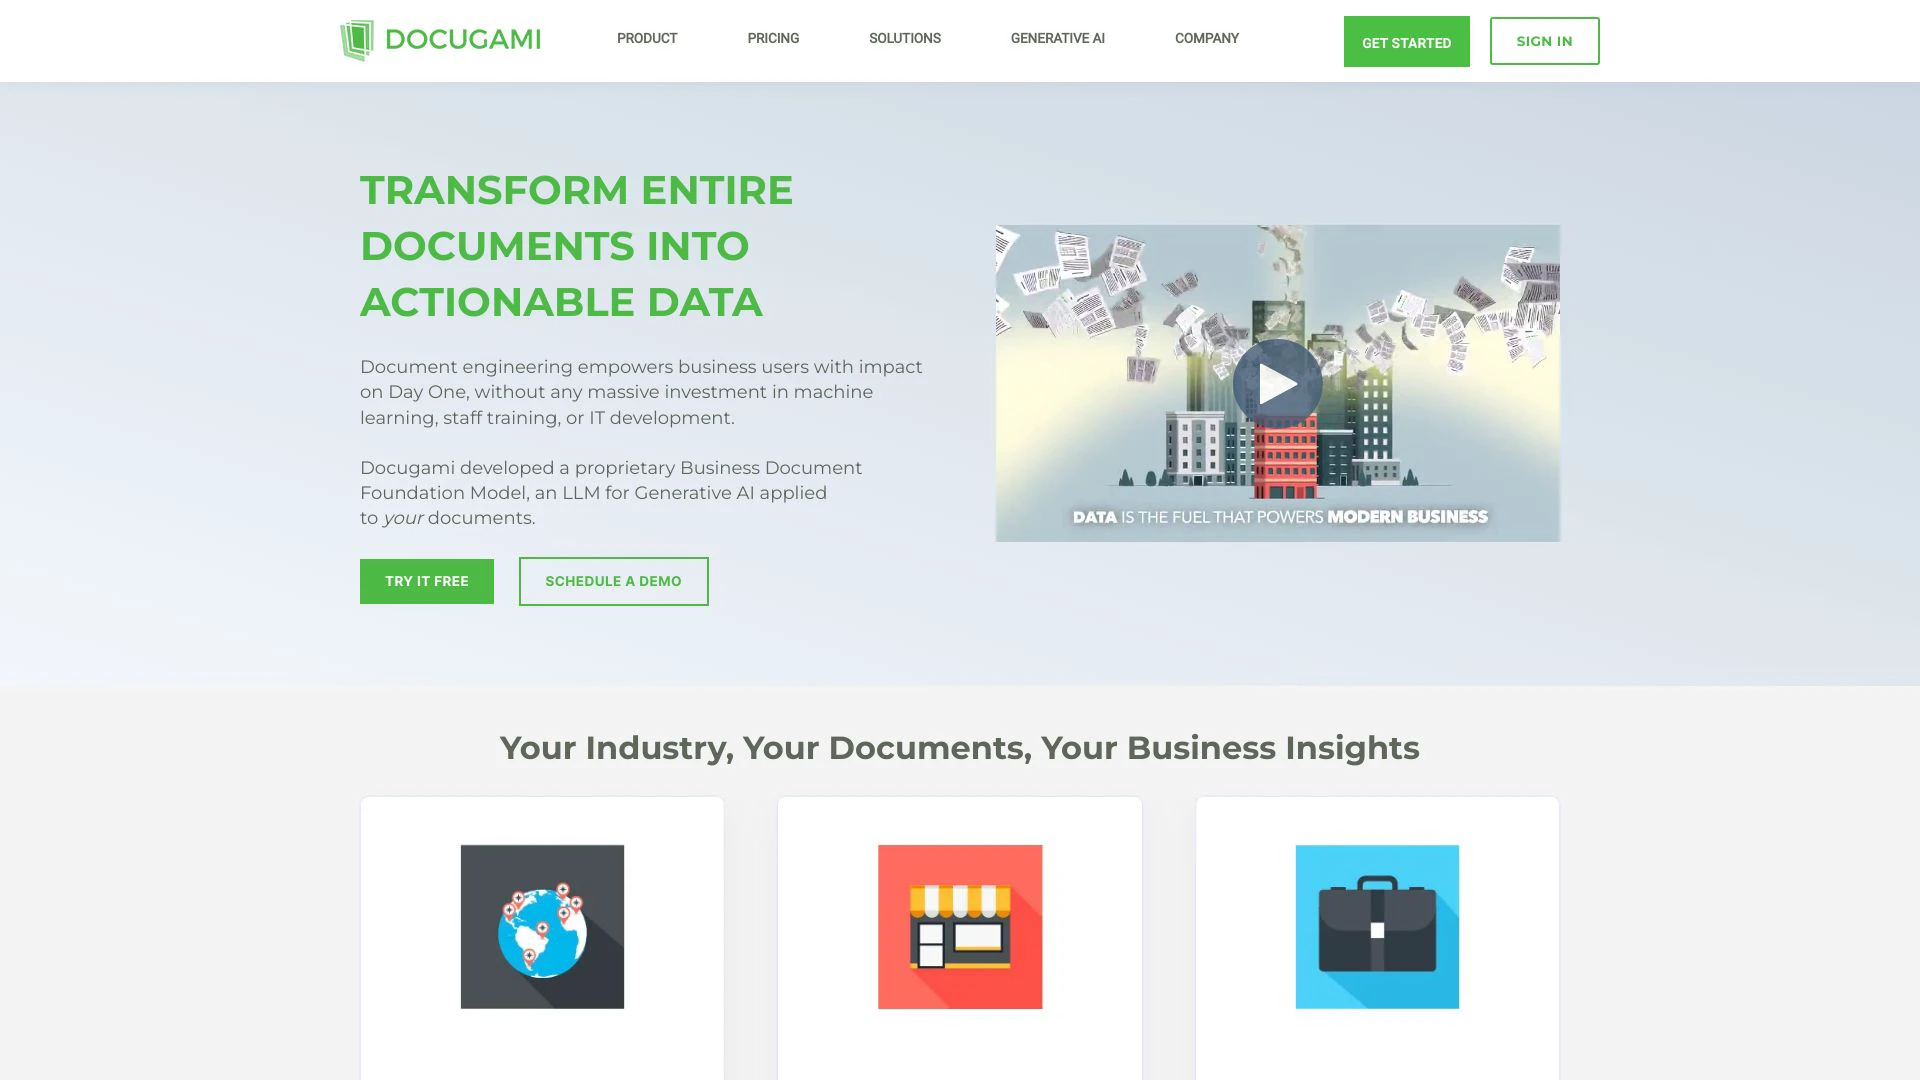 DOCUGAMI
PRODUCT
PRICING
SOLUTIONS
GENERATIVE AI
COMPANY
GET STARTED
SIGN IN
TRANSFORM ENTIRE
DOCUMENTS INTO
ACTIONABLE DATA
Document engineering empowers business users with impact
on Day One, without any massive investment in machine
learning, staff training, or IT development.
Docugami developed a proprietary Business Document
Foundation Model, an LLM for Generative AI applied
to your documents.
TRY IT FREE
SCHEDULE A DEMO
DATA IS THE FUEL THAT POWERS MODERN BUSINESS
Your Industry, Your Documents, Your Business Insights